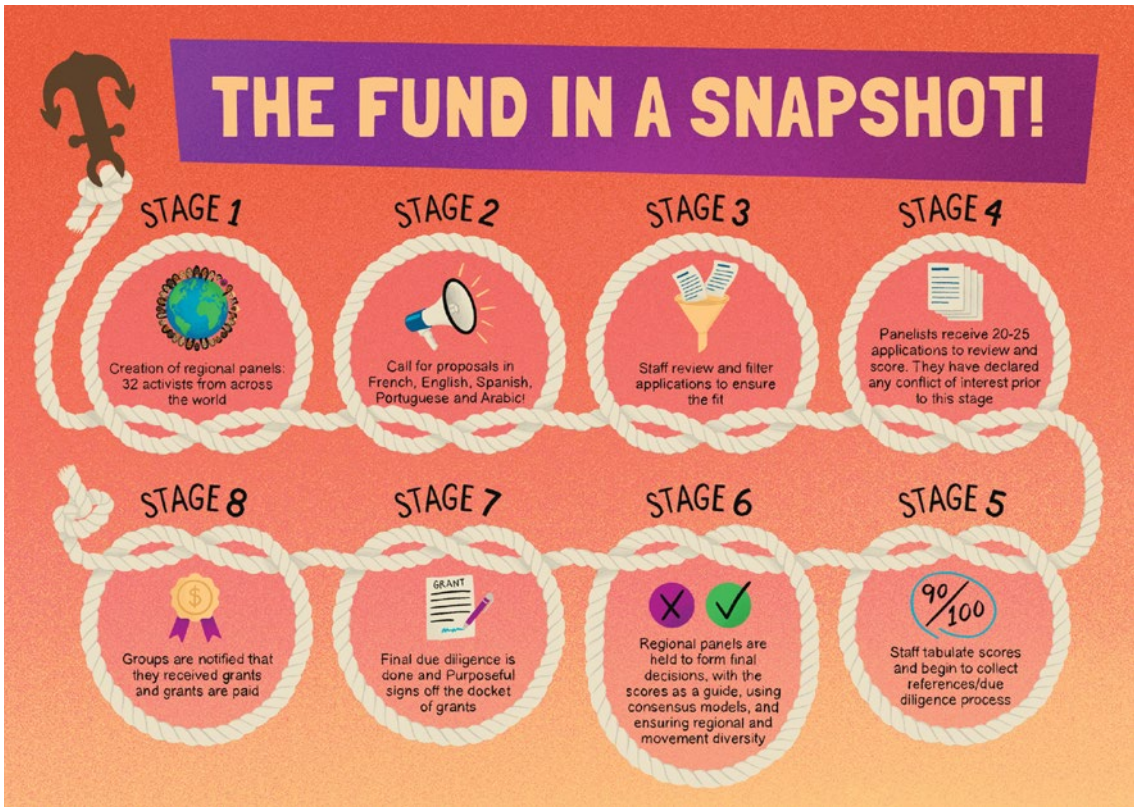 THE FUND IN A SNAPSHOT!
STAGE 1
Creation of regional panels:
32 activists from across
the world
STAGE 2
Call for proposals in
French, English, Spanish,
Portuguese and Arabic!
STAGE 3
Staff review and filter
applications to ensure
the fit
STAGE 4
Panelists receive 20-25
applications to review and
score. They have declared
any conflict of interest prior
to this stage
STAGE 5
90/100
Staff tabulate scores
and begin to collect
references/due
diligence process
STAGE 6
Regional panels are
held to form final
decisions, with the
scores as a guide, using
consensus models, and
ensuring regional and
movement diversity
STAGE 7
GRANT
Final due diligence is
done and Purposeful
signs off the docket
of grants
STAGE 8
$
Groups are notified that
they received grants
and grants are paid